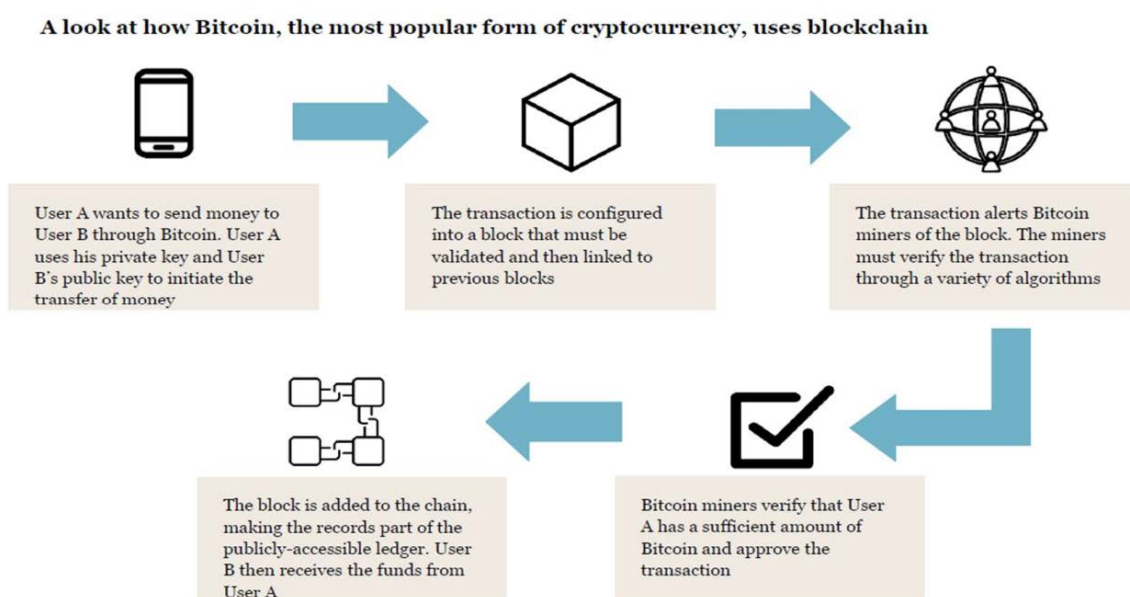 A look at how Bitcoin, the most popular form of cryptocurrency, uses blockchain
User A wants to send money to
User B through Bitcoin. User A
uses his private key and User
B's public key to initiate the
transfer of money
The transaction is configured
into a block that must be
validated and then linked to
previous blocks
The transaction alerts Bitcoin
miners of the block. The miners
must verify the transaction
through a variety of algorithms
Bitcoin miners verify that User
A has a sufficient amount of
Bitcoin and approve the
transaction
The block is added to the chain,
making the records part of the
publicly-accessible ledger. User
B then receives the funds from
User A